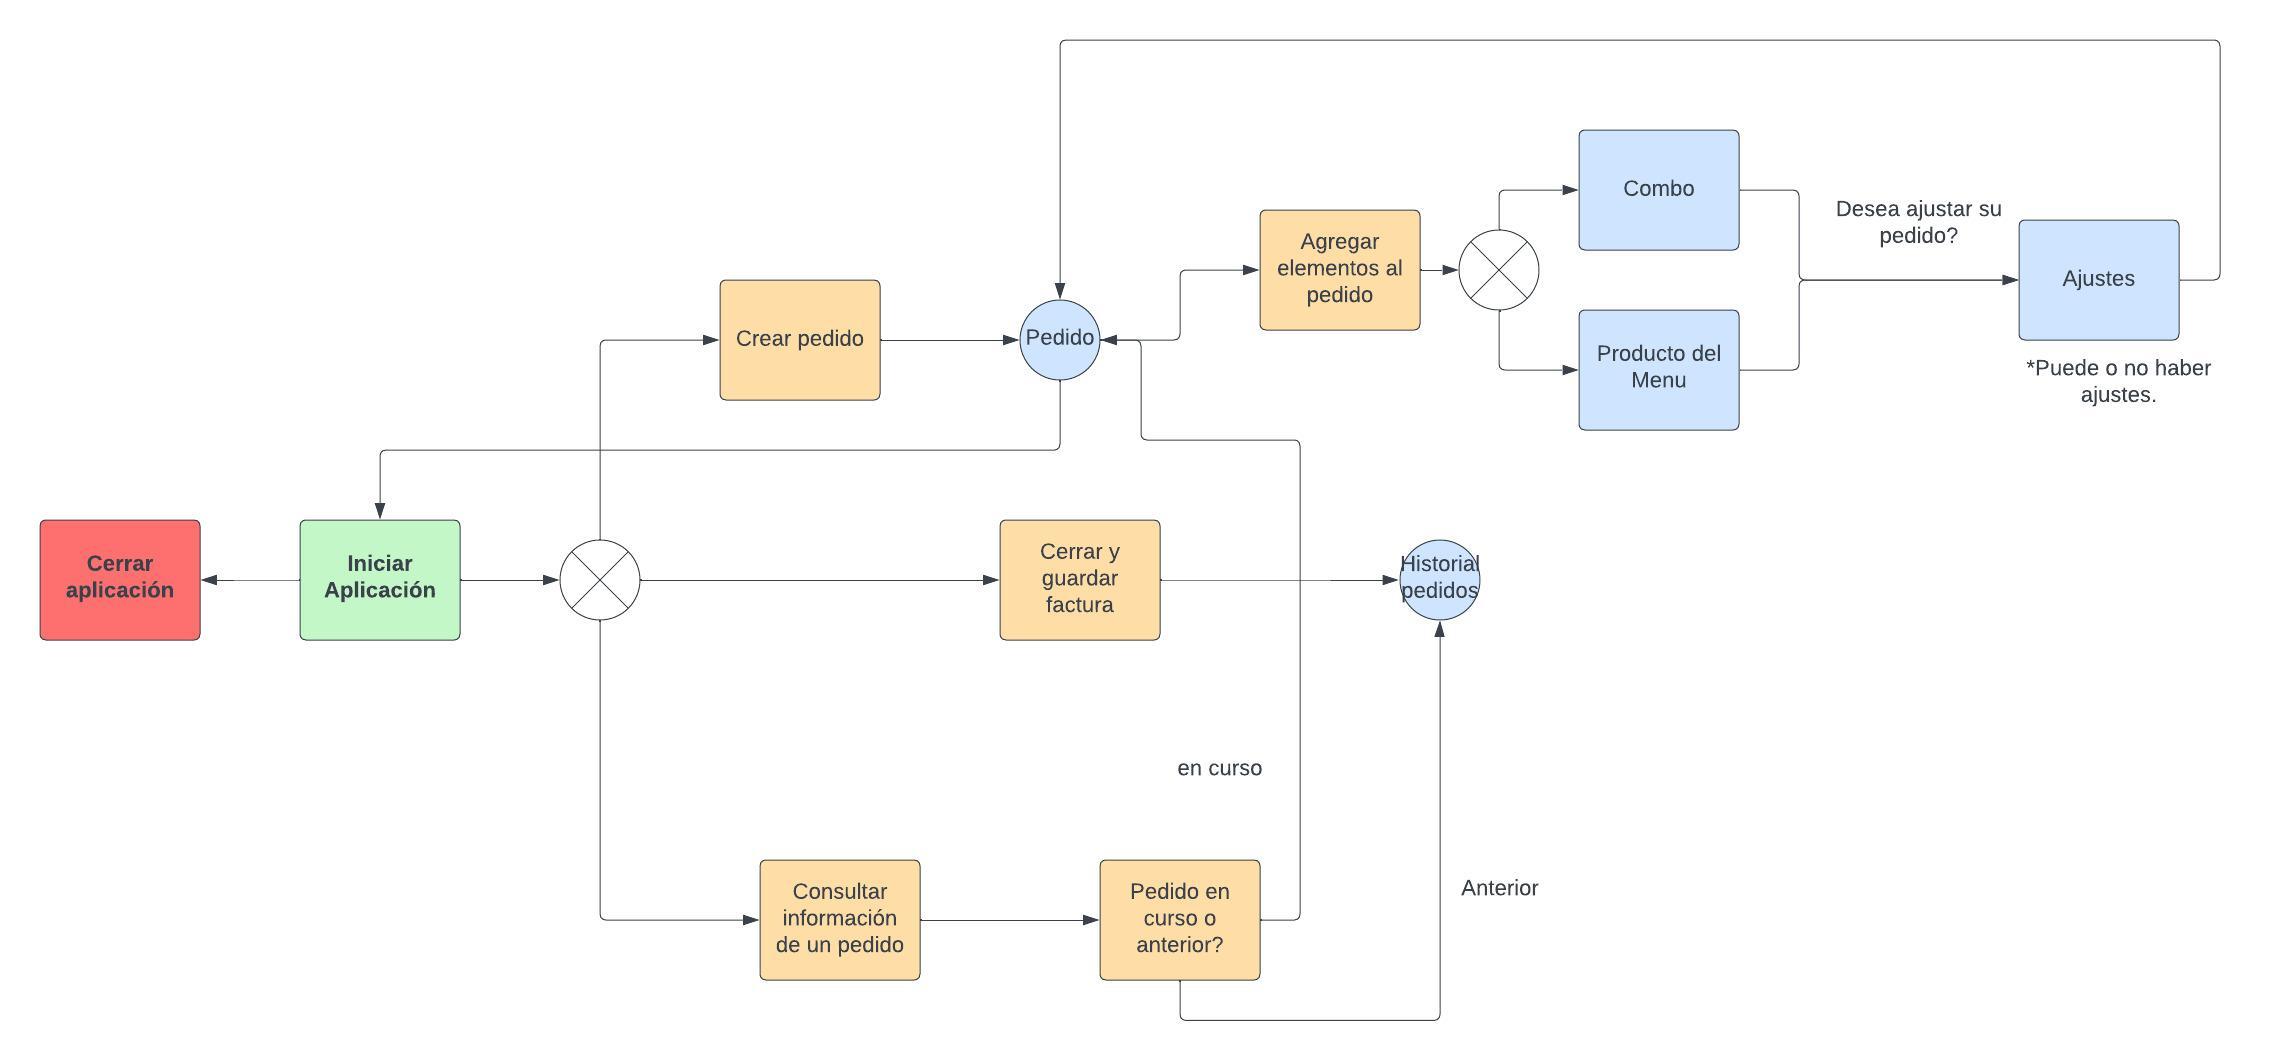 Combo
Desea ajustar su
pedido?
Agregar
elementos al
pedido
Ajustes
Crear pedido
Pedido
Producto del
Menu
*Puede o no haber
ajustes.
Cerrar
aplicación
Iniciar
Aplicación
Cerrar y
guardar
factura
Historial
pedidos
en curso
Consultar
información
de un pedido
Pedido en
curso o
anterior?
Anterior